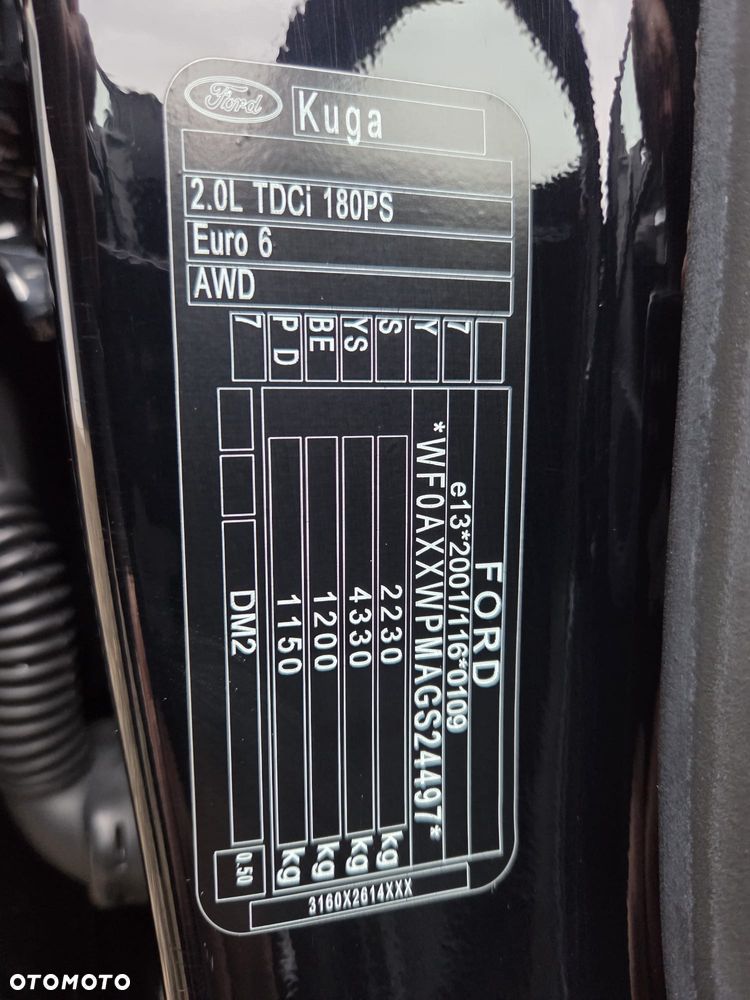 Ford
Kuga
2.0L TDCi 180PS
Euro 6
AWD
7
Y
S
YS
BE
P D
7
FORD
e13*2001/116*0109
*WF0AXXWPMAGS24497*
2230 kg
4330 kg
1200 kg
1150 kg
DM2
0.50
3160X2614XXX
OTOMOTO